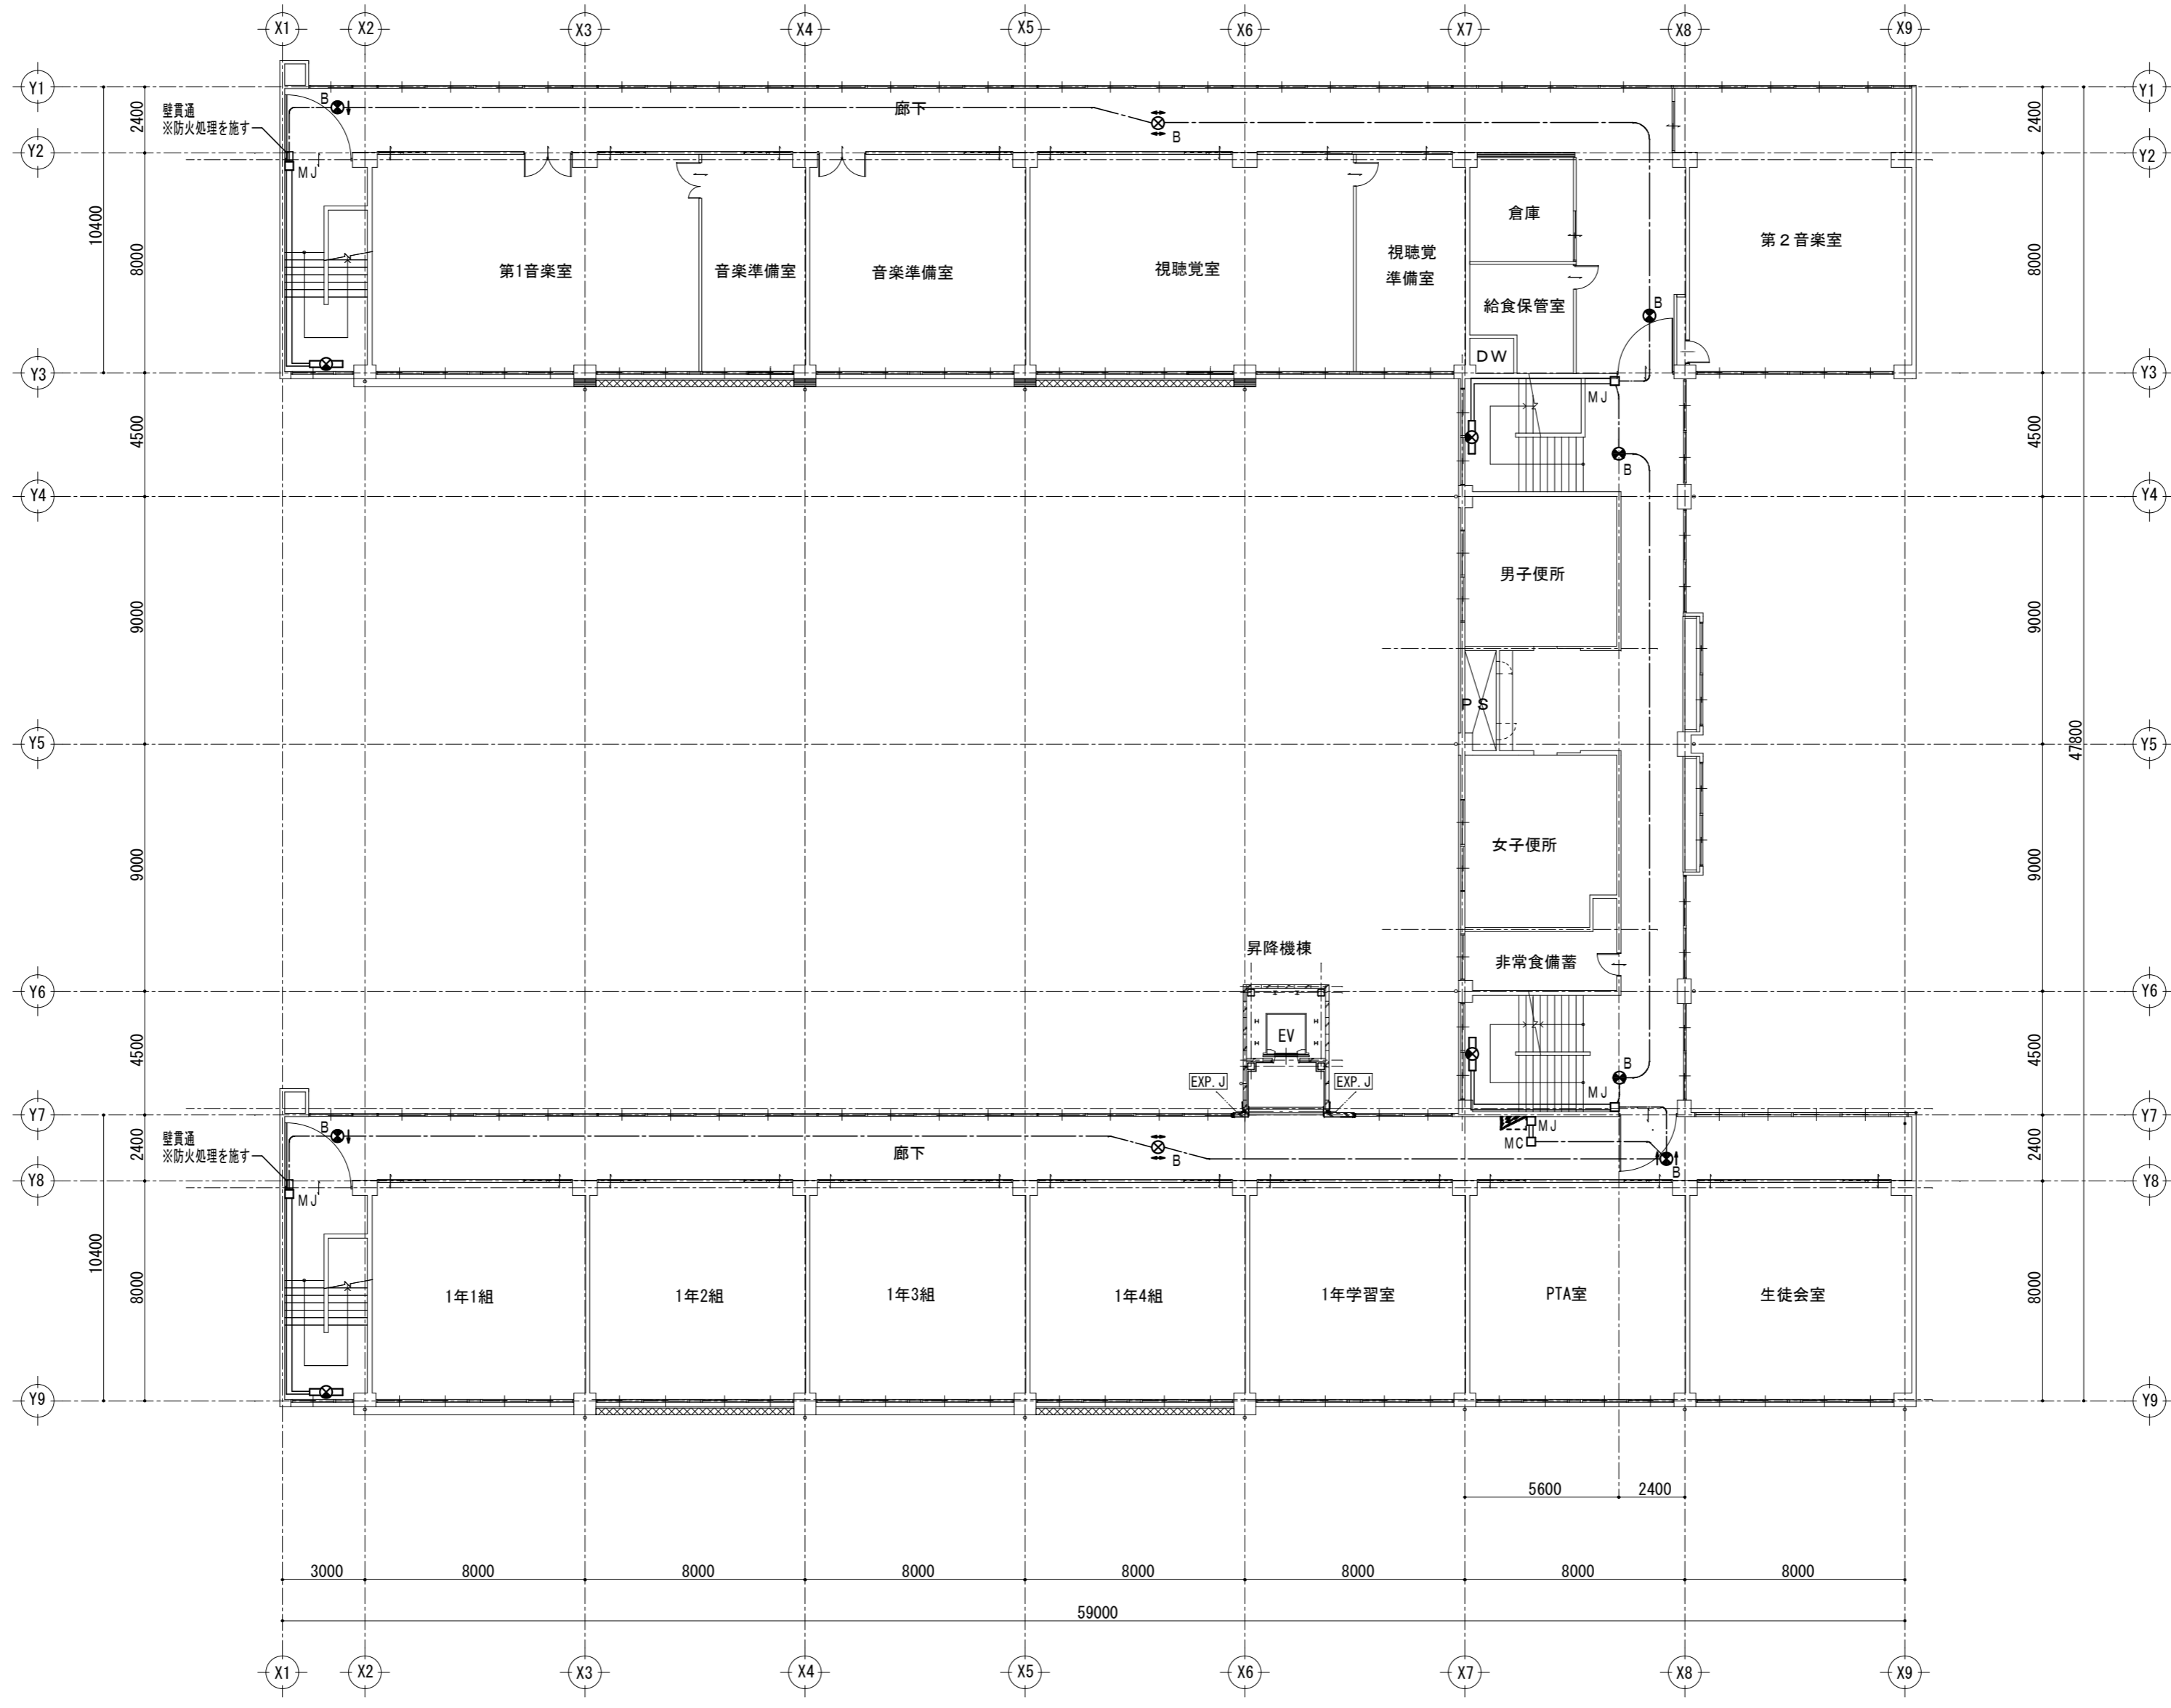 X1 X2 X3 X4 X5 X6 X7 X8 X9
Y1 Y1
2400 壁貫通 B 廊下 B 2400
※防火処理を施す
Y2 Y2
MJ
10400
倉庫
8000 第1音楽室 音楽準備室 音楽準備室 視聴覚室 視聴覚 第2音楽室 8000
準備室
給食保管室 B
DW
Y3 Y3
MJ
4500 4500
B
Y4 Y4
男子便所
9000 9000
PS
Y5 Y5
47800
女子便所
9000 9000
昇降機棟
非常食備蓄
Y6 Y6
EV
4500 4500
B
EXP.J EXP.J MJ
Y7 Y7
MJ
2400 壁貫通 B 廊下 B MC 2400
※防火処理を施す B
Y8 Y8
MJ
10400
8000 1年1組 1年2組 1年3組 1年4組 1年学習室 PTA室 生徒会室 8000
Y9 Y9
5600 2400
3000 8000 8000 8000 8000 8000 8000 8000
59000
X1 X2 X3 X4 X5 X6 X7 X8 X9